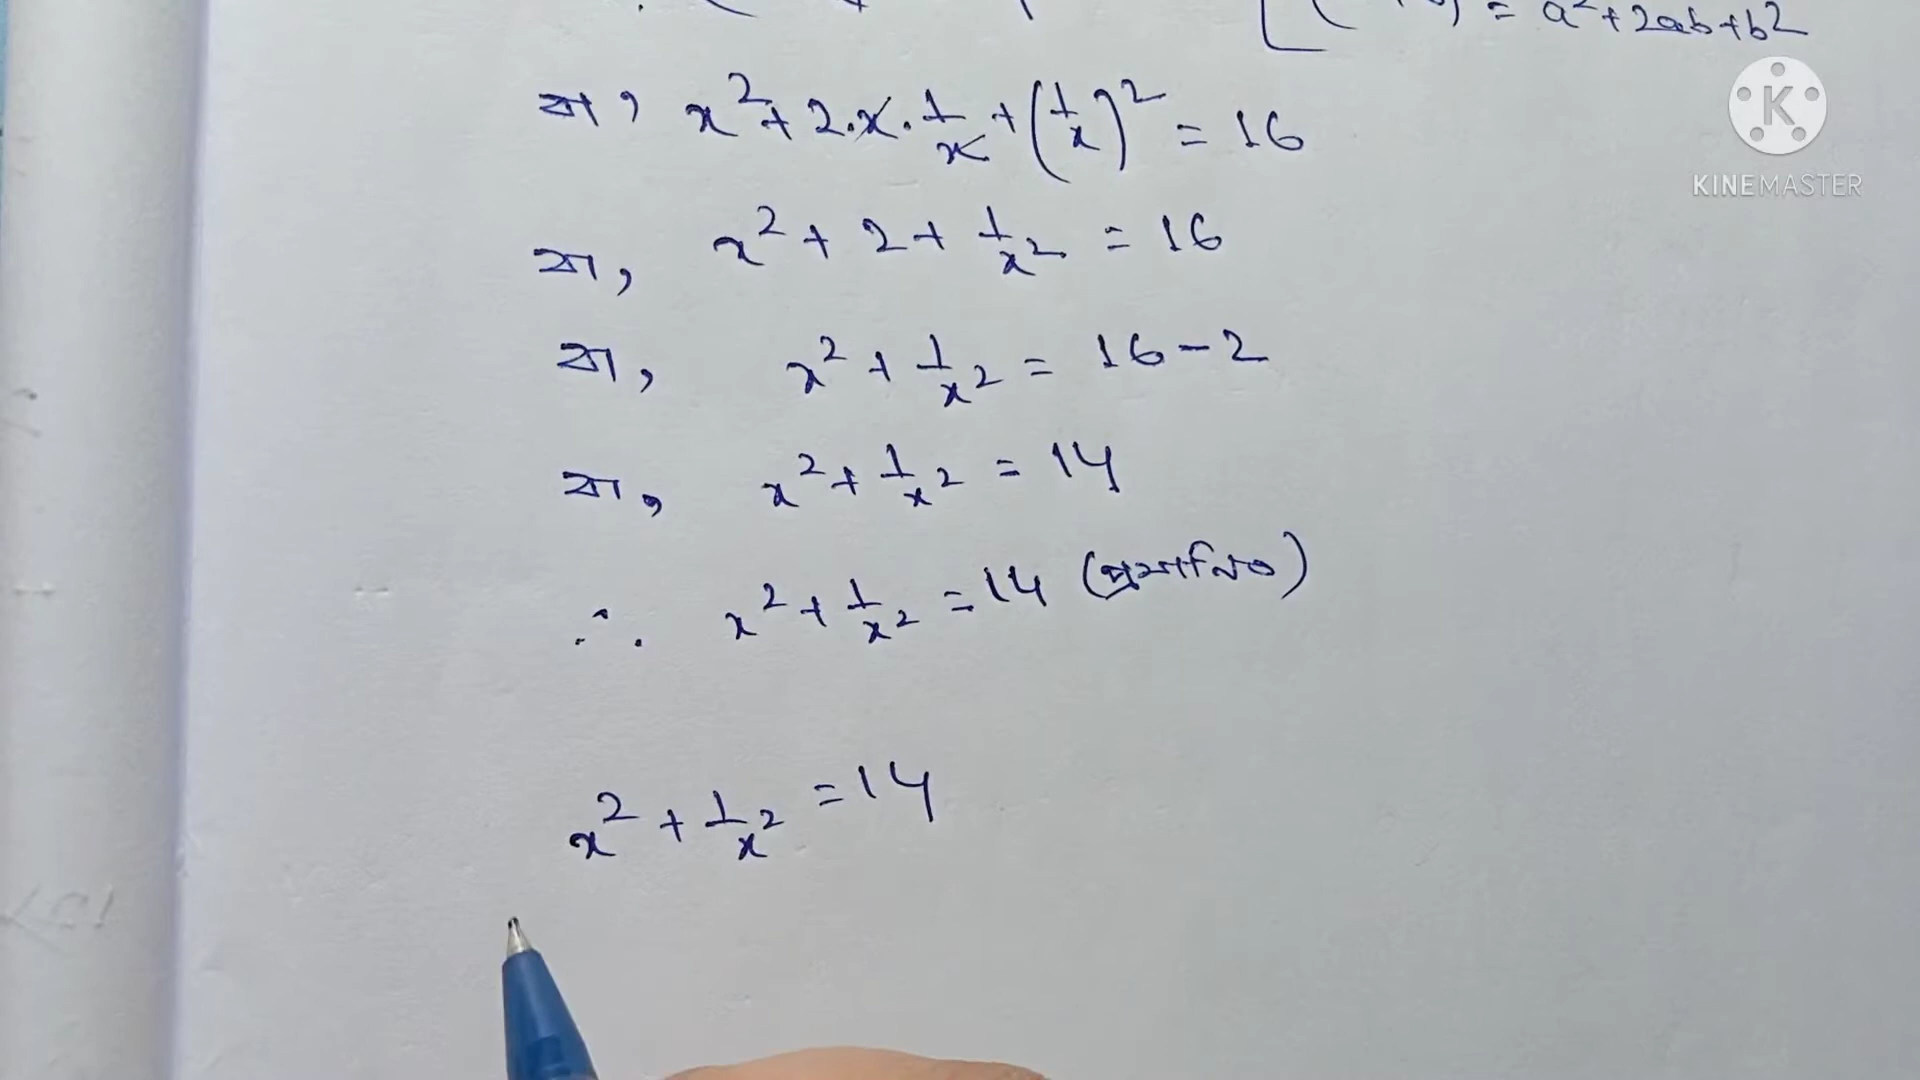 = a² + 2ab + b²
বা, x² + 2.x.1/x + (1/x)² = 16
বা, x² + 2 + 1/x² = 16
বা, x² + 1/x² = 16 - 2
বা, x² + 1/x² = 14
∴ x² + 1/x² = 14 (প্রমাণিত)
x² + 1/x² = 14
K
KINEMASTER